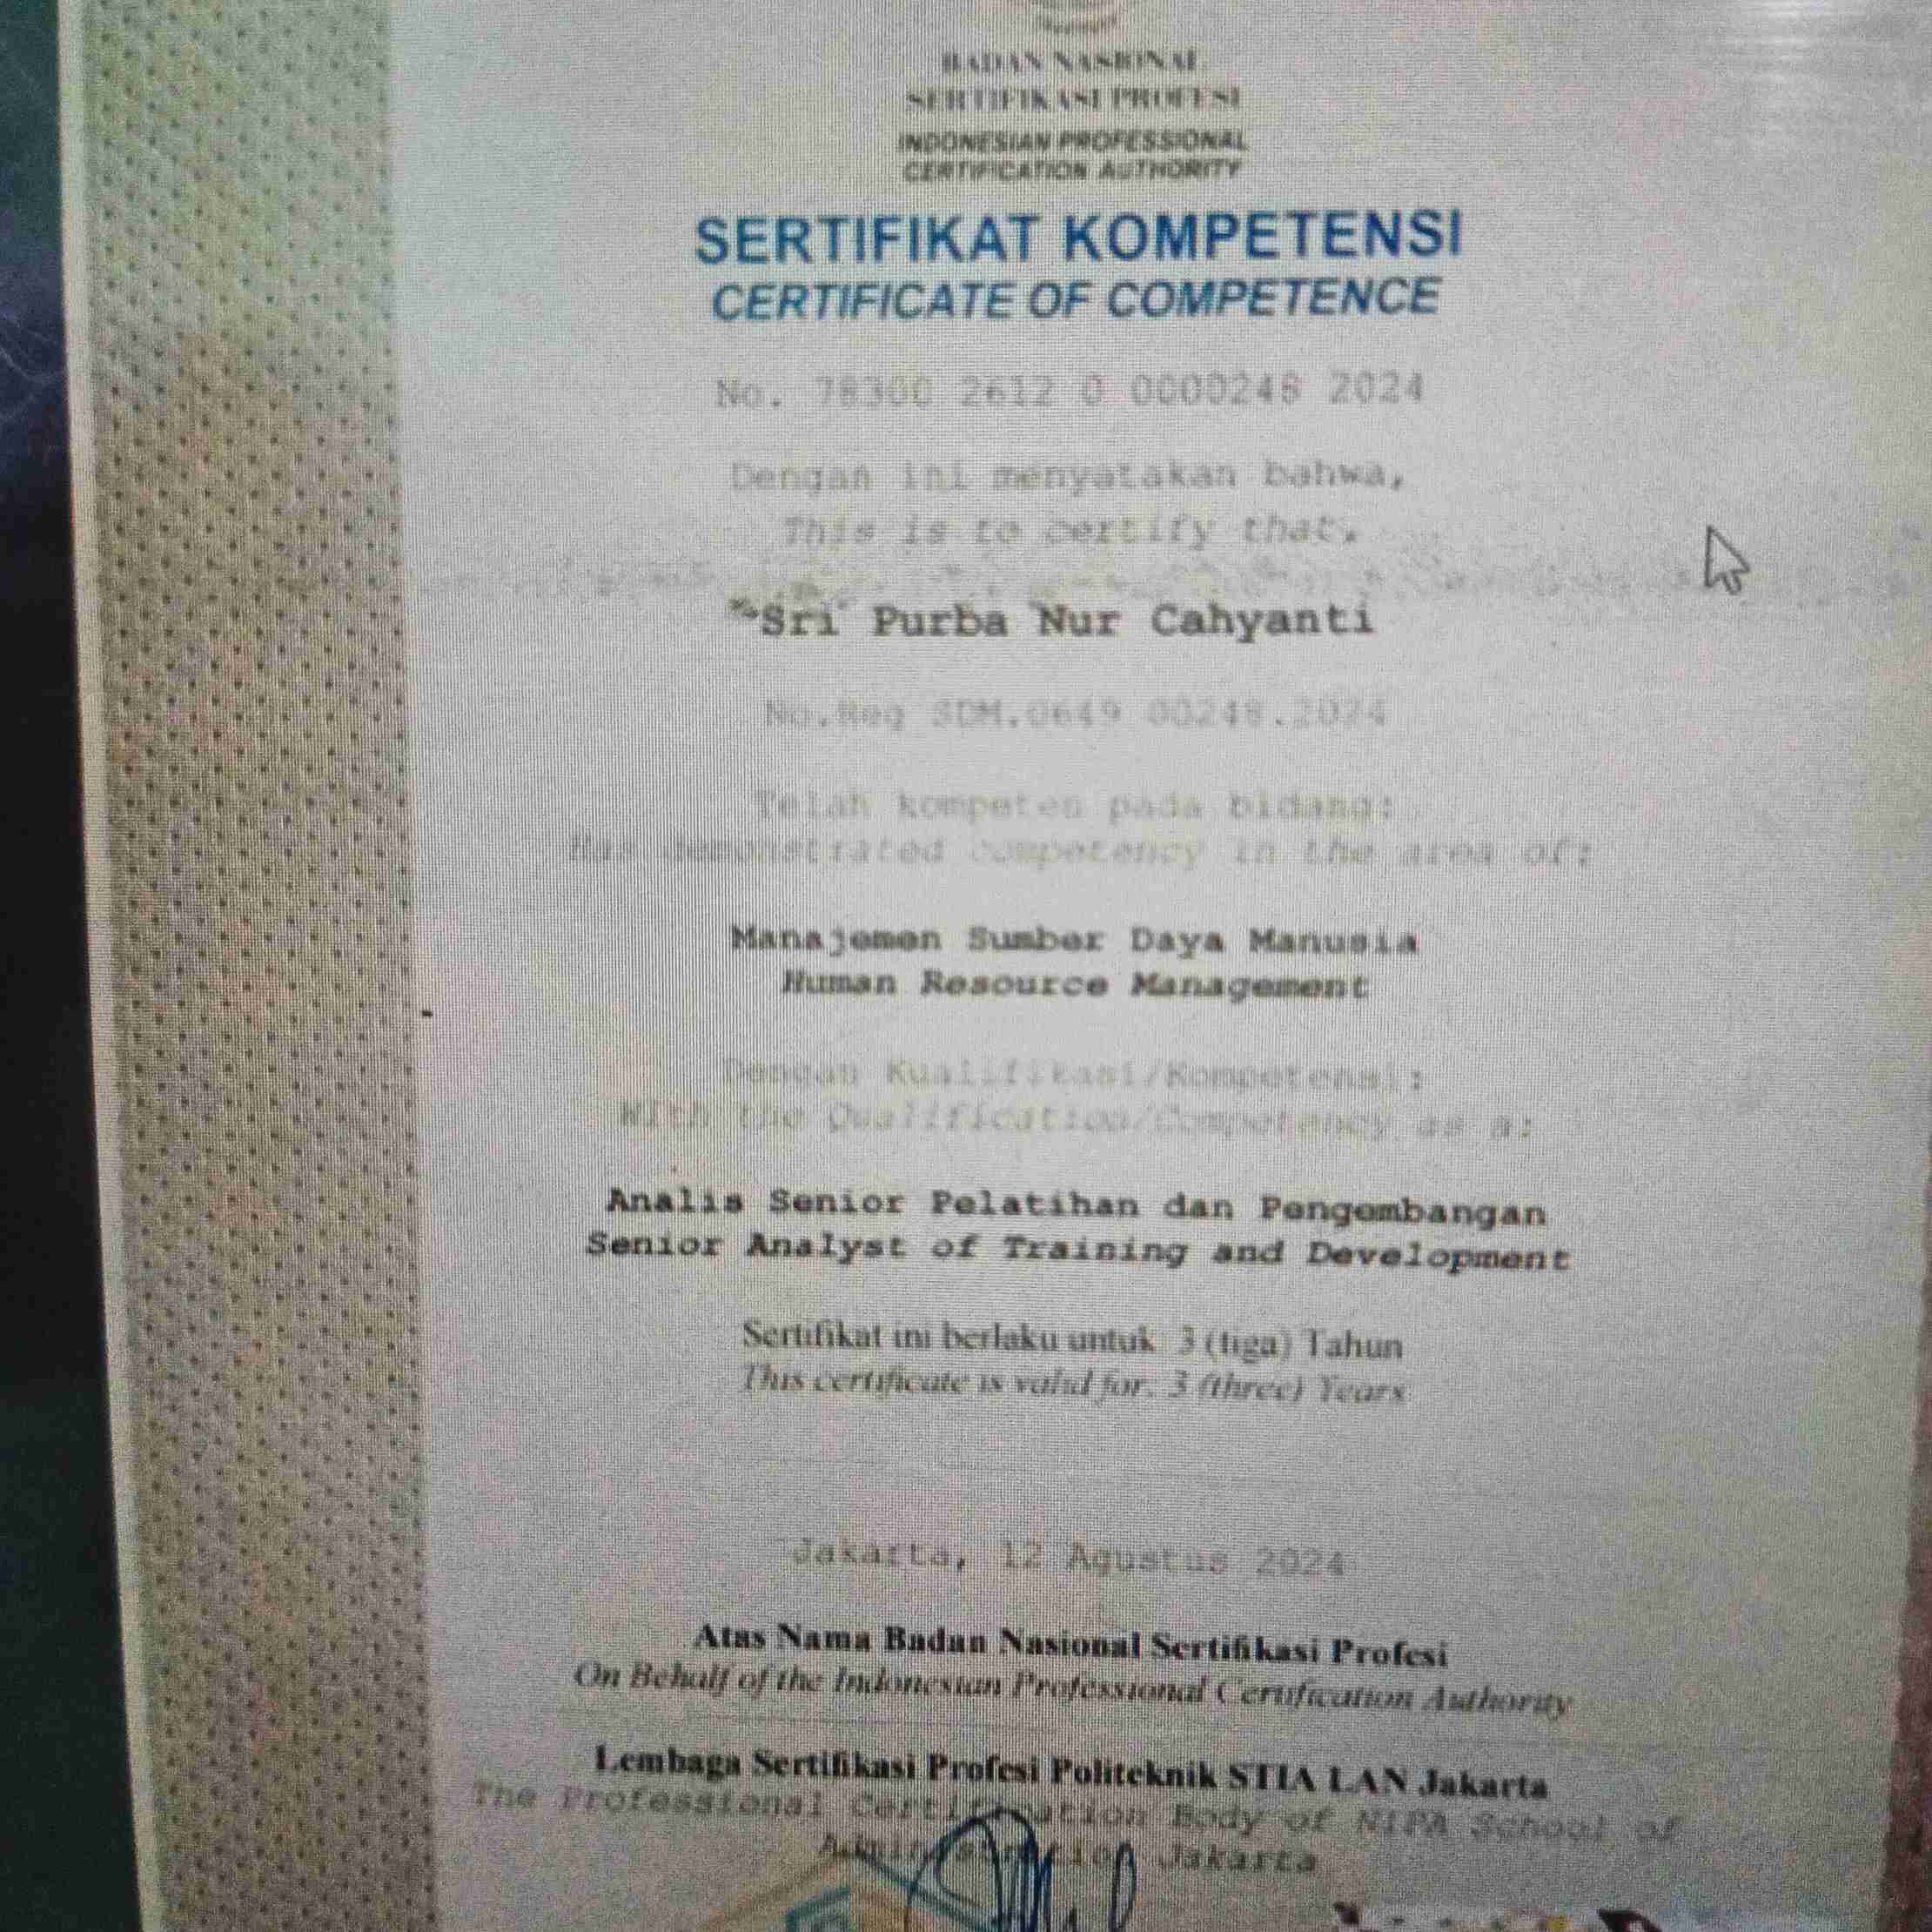 BADAN NASIONAL
SERTIFIKASI PROFESI
INDONESIAN PROFESSIONAL
CERTIFICATION AUTHORITY
SERTIFIKAT KOMPETENSI
CERTIFICATE OF COMPETENCE
No. 78300 2612 0 0000248 2024
Dengan ini menyatakan bahwa,
This is to certify that,
Sri Purba Nur Cahyanti
No.Reg SDM.0649 00248.2024
Telah kompeten pada bidang:
Has demonstrated competency in the area of:
Manajemen Sumber Daya Manusia
Human Resource Management
Dengan Kualifikasi/Kompetensi:
With the Qualification/Competency as a:
Analis Senior Pelatihan dan Pengembangan
Senior Analyst of Training and Development
Sertifikat ini berlaku untuk 3 (tiga) Tahun
This certificate is valid for. 3 (three) Years
Jakarta, 12 Agustus 2024
Atas Nama Badan Nasional Sertifikasi Profesi
On Behalf of the Indonesian Professional Certification Authority
Lembaga Sertifikasi Profesi Politeknik STIA LAN Jakarta
The Professional Certification Body of NIPA School of
Administration Jakarta